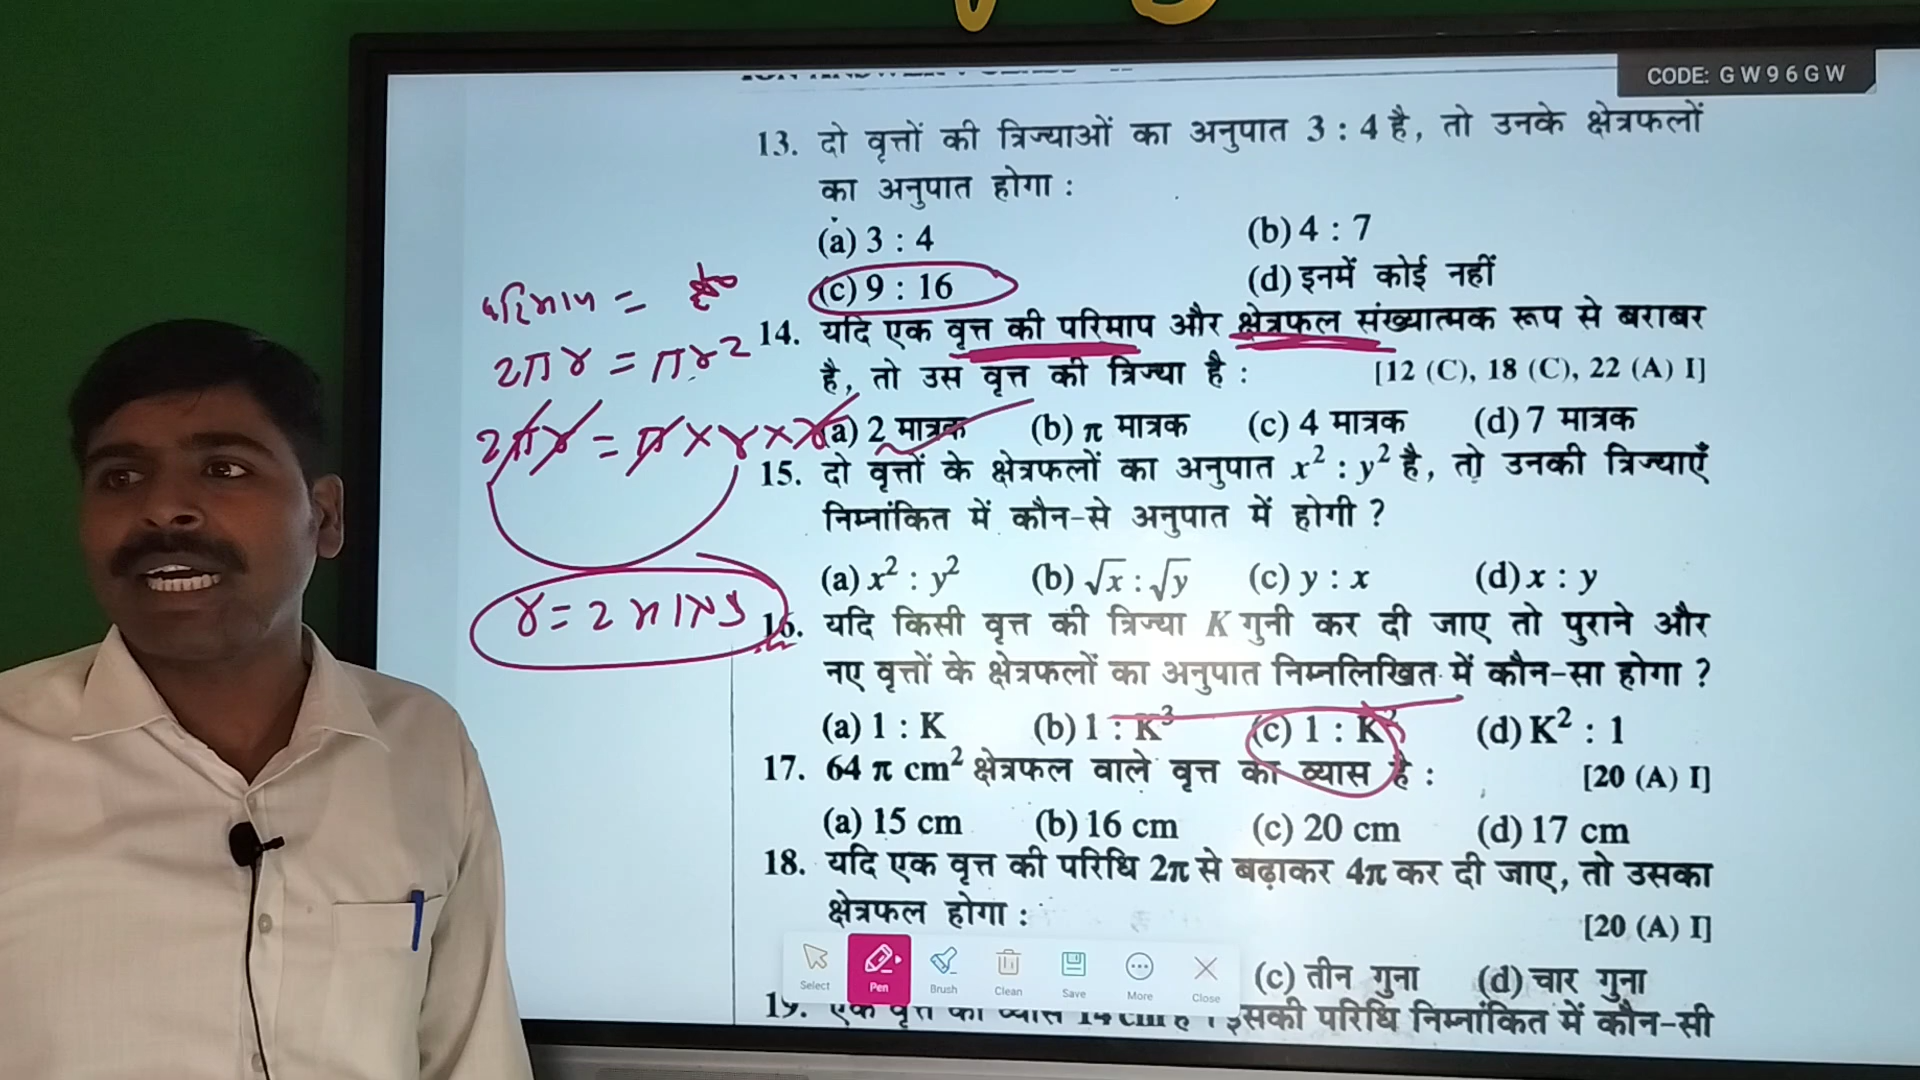 CODE: GW96GW
13. दो वृत्तों की त्रिज्याओं का अनुपात 3 : 4 है, तो उनके क्षेत्रफलों
का अनुपात होगा :
(a) 3 : 4 (b) 4 : 7
(c) 9 : 16 (d) इनमें कोई नहीं
14. यदि एक वृत्त की परिमाप और क्षेत्रफल संख्यात्मक रूप से बराबर
है, तो उस वृत्त की त्रिज्या है : [12 (C), 18 (C), 22 (A) I]
(a) 2 मात्रक (b) π मात्रक (c) 4 मात्रक (d) 7 मात्रक
15. दो वृत्तों के क्षेत्रफलों का अनुपात x² : y² है, तो उनकी त्रिज्याएँ
निम्नांकित में कौन-से अनुपात में होगी ?
(a) x² : y² (b) √x : √y (c) y : x (d) x : y
16. यदि किसी वृत्त की त्रिज्या K गुनी कर दी जाए तो पुराने और
नए वृत्तों के क्षेत्रफलों का अनुपात निम्नलिखित में कौन-सा होगा ?
(a) 1 : K (b) 1 : K³ (c) 1 : K² (d) K² : 1
17. 64 π cm² क्षेत्रफल वाले वृत्त का व्यास है : [20 (A) I]
(a) 15 cm (b) 16 cm (c) 20 cm (d) 17 cm
18. यदि एक वृत्त की परिधि 2π से बढ़ाकर 4π कर दी जाए, तो उसका
क्षेत्रफल होगा : [20 (A) I]
(c) तीन गुना (d) चार गुना
19. एक वृत्त का व्यास 14 cm है । इसकी परिधि निम्नांकित में कौन-सी
परिमाप =
2πr = πr2
2πr = π×r×r
r = 2 मात्रक
Select Pen Brush Clean Save More Close